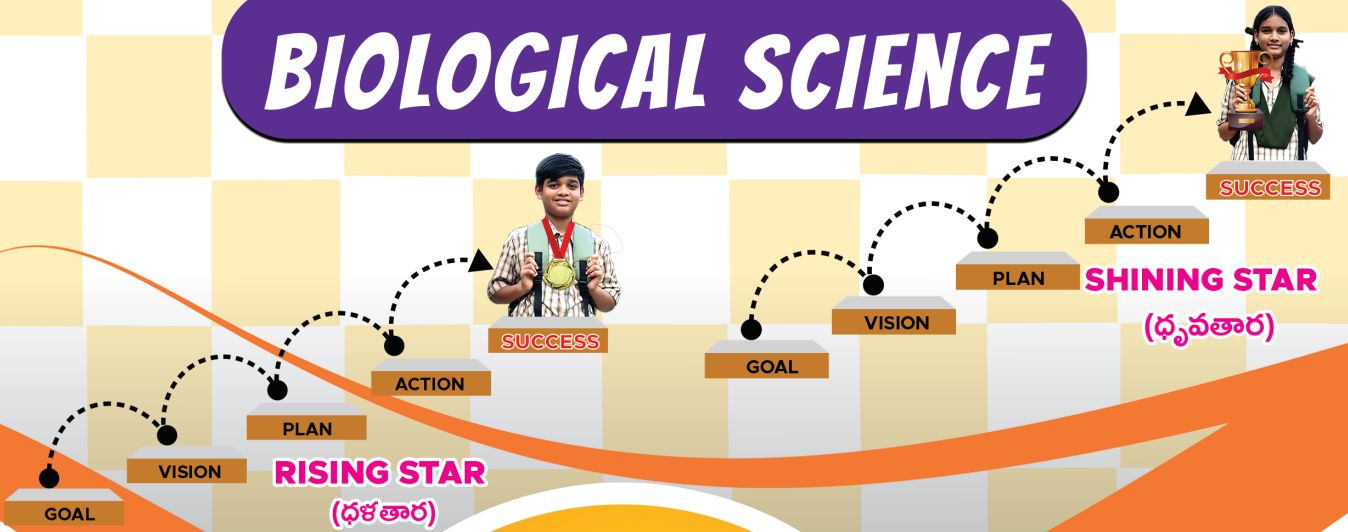 BIOLOGICAL SCIENCE
GOAL
VISION
PLAN
ACTION
SUCCESS
RISING STAR
(ధళతార)
GOAL
VISION
PLAN
ACTION
SUCCESS
SHINING STAR
(ధృవతార)